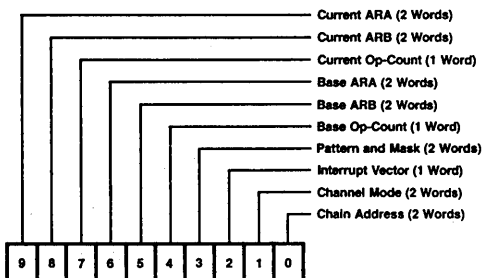 Current ARA (2 Words)
Current ARB (2 Words)
Current Op-Count (1 Word)
Base ARA (2 Words)
Base ARB (2 Words)
Base Op-Count (1 Word)
Pattern and Mask (2 Words)
Interrupt Vector (1 Word)
Channel Mode (2 Words)
Chain Address (2 Words)
9 8 7 6 5 4 3 2 1 0